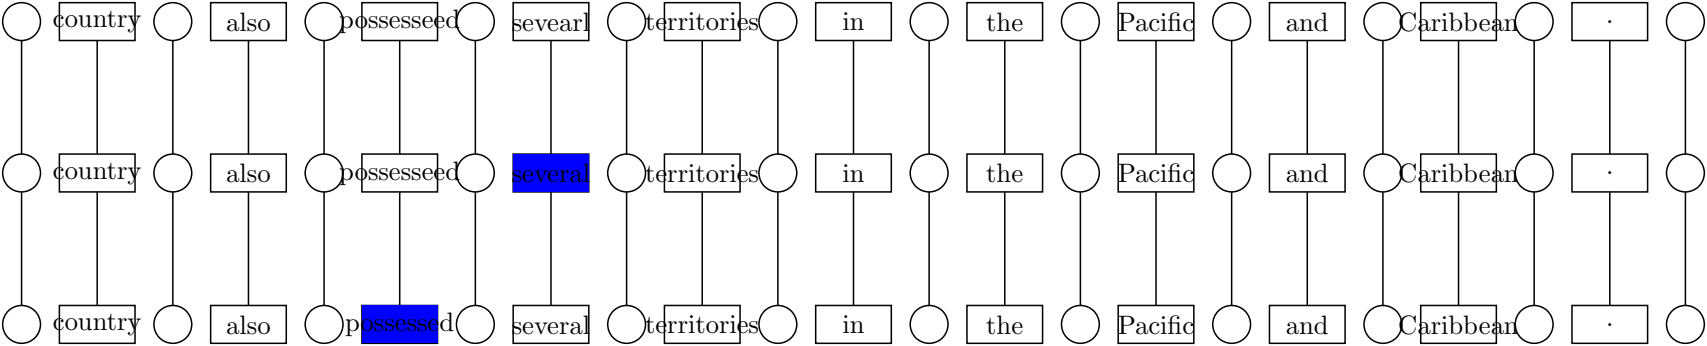 country also possesseed sevearl territories in the Pacific and Caribbean .
country also possesseed several territories in the Pacific and Caribbean .
country also possessed several territories in the Pacific and Caribbean .